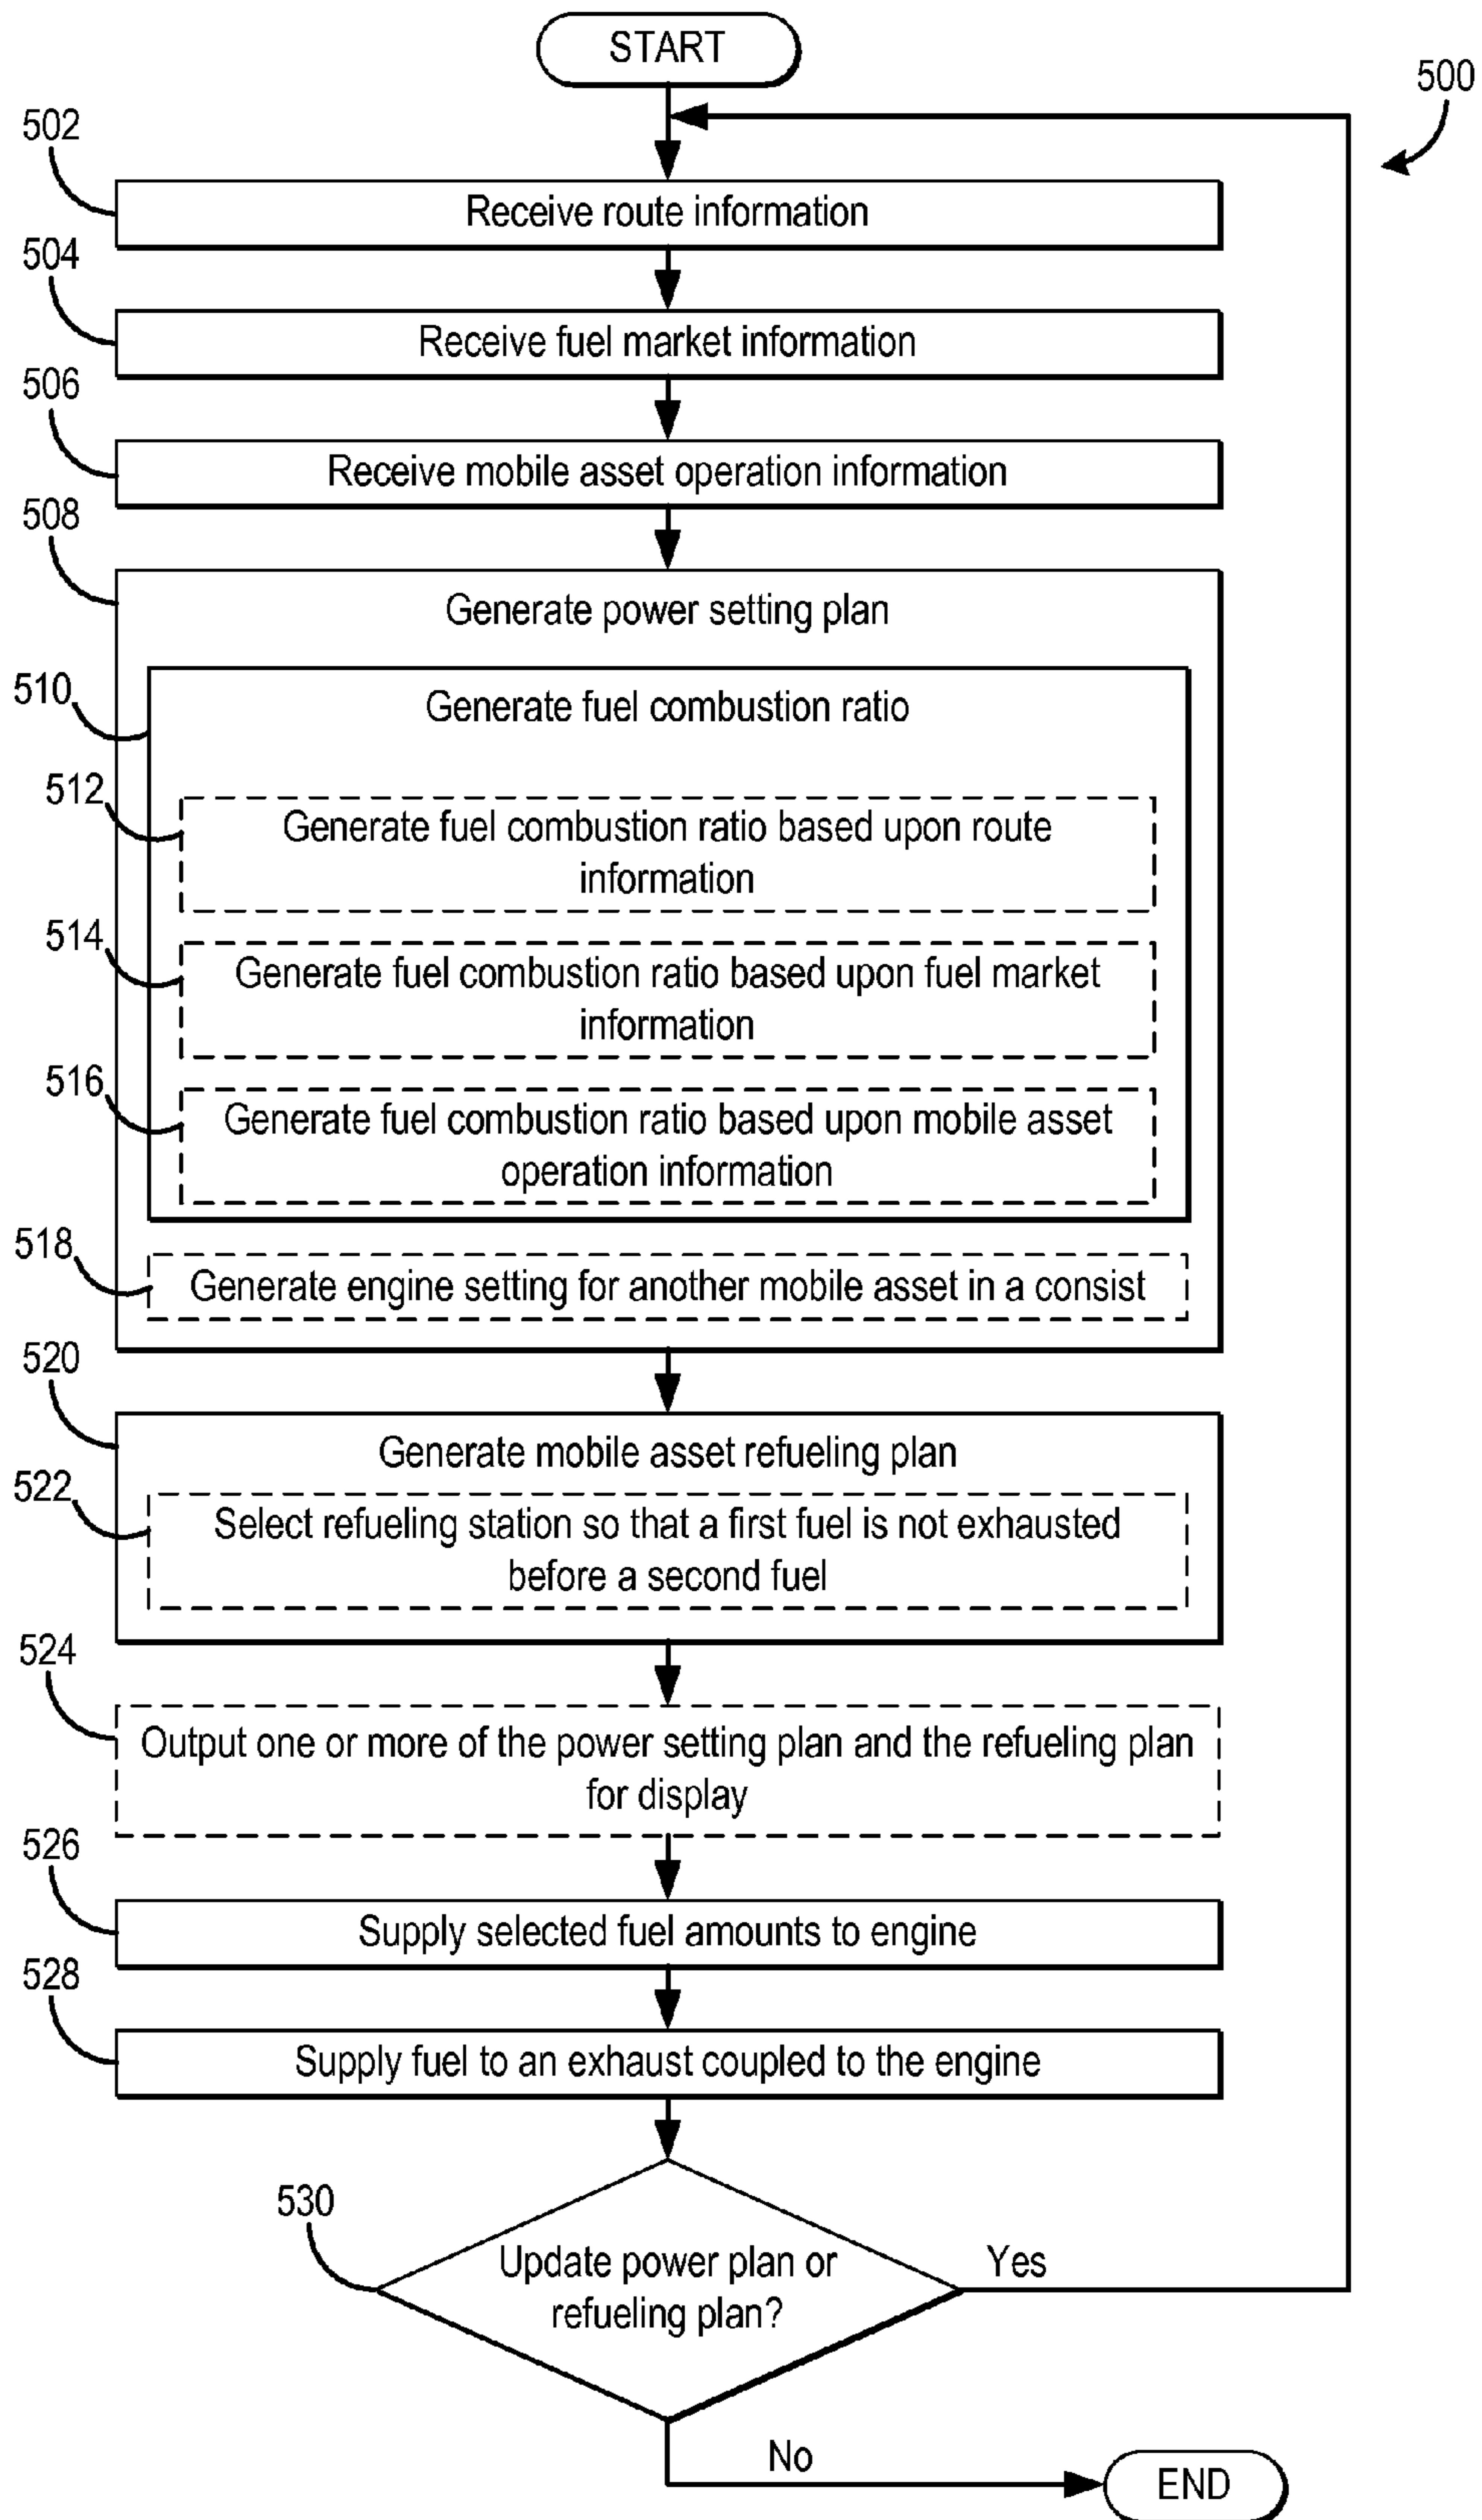 START
500
502
Receive route information
504
Receive fuel market information
506
Receive mobile asset operation information
508
Generate power setting plan
510
Generate fuel combustion ratio
512
Generate fuel combustion ratio based upon route
information
514
Generate fuel combustion ratio based upon fuel market
information
516
Generate fuel combustion ratio based upon mobile asset
operation information
518
Generate engine setting for another mobile asset in a consist
520
Generate mobile asset refueling plan
522
Select refueling station so that a first fuel is not exhausted
before a second fuel
524
Output one or more of the power setting plan and the refueling plan
for display
526
Supply selected fuel amounts to engine
528
Supply fuel to an exhaust coupled to the engine
530
Update power plan or
refueling plan?
Yes
No
END